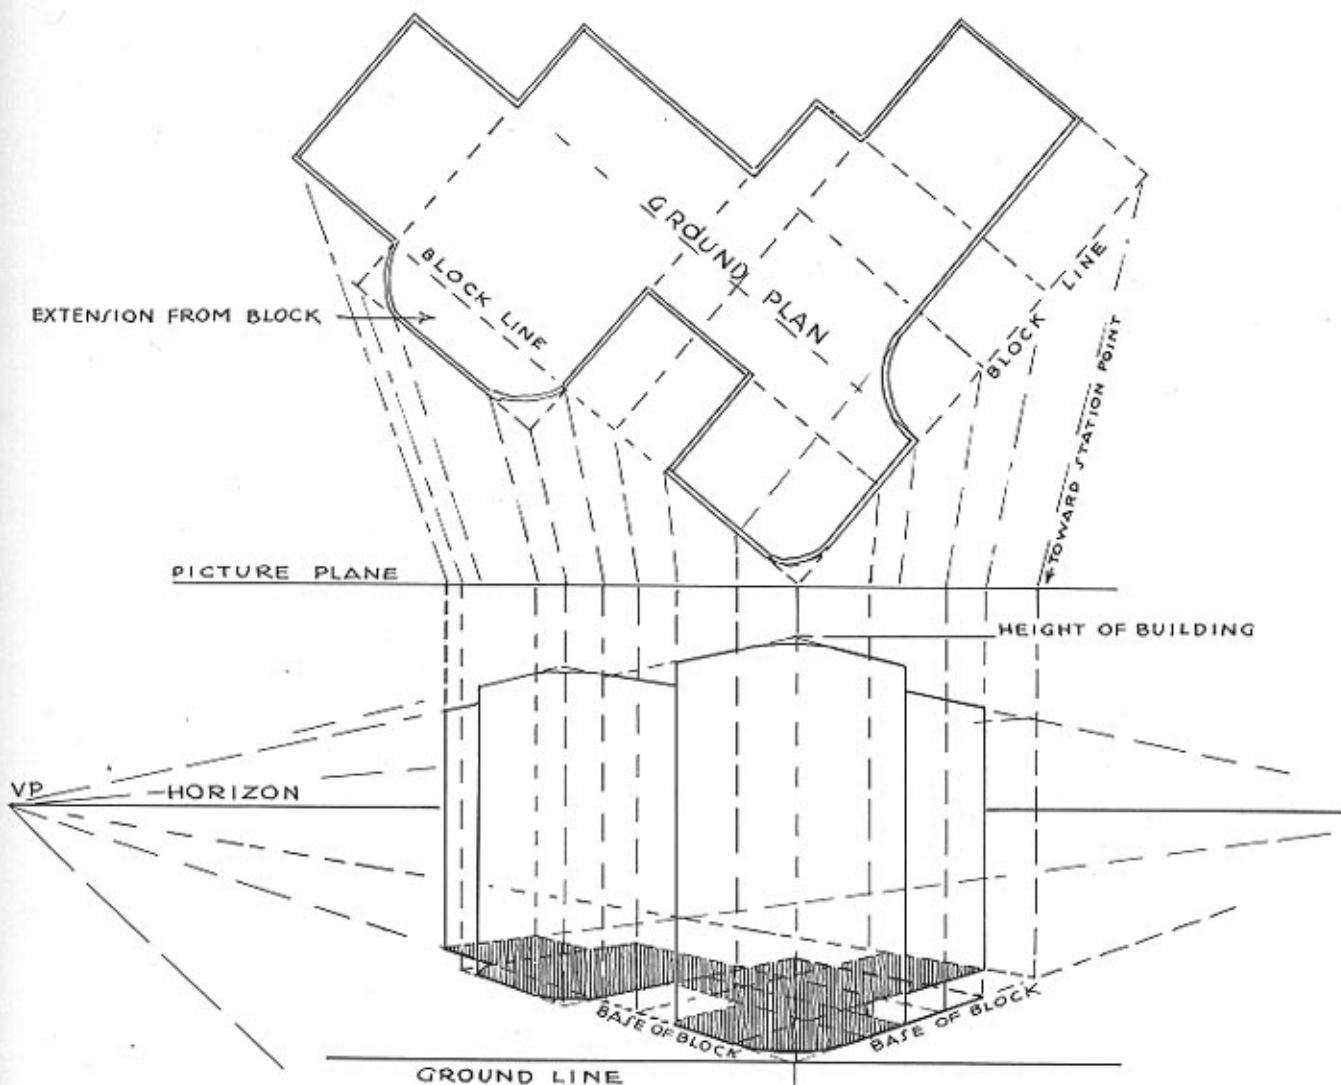 GROUND PLAN
BLOCK LINE
BLOCK LINE
EXTENSION FROM BLOCK
TOWARD STATION POINT
PICTURE PLANE
HEIGHT OF BUILDING
VP
HORIZON
BASE OF BLOCK
BASE OF BLOCK
GROUND LINE